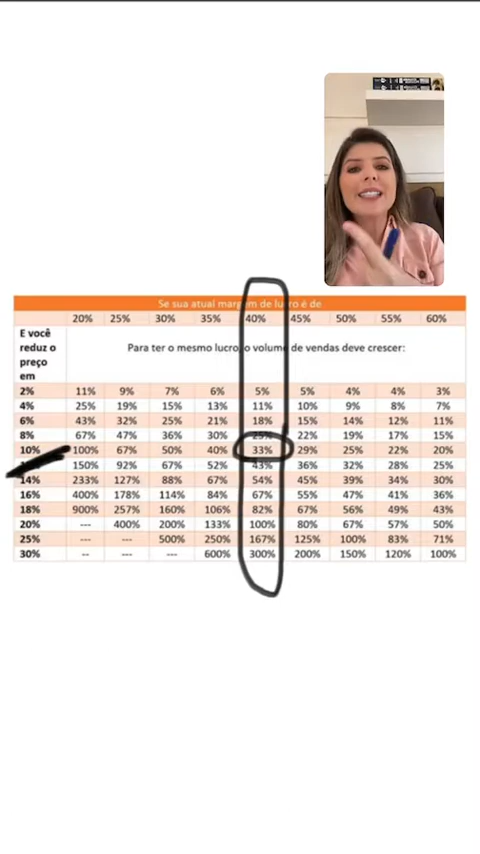 Se sua atual margem de lucro é de
20% 25% 30% 35% 40% 45% 50% 55% 60%
E você
reduz o
preço
em
Para ter o mesmo lucro, o volume de vendas deve crescer:
2% 11% 9% 7% 6% 5% 5% 4% 4% 3%
4% 25% 19% 15% 13% 11% 10% 9% 8% 7%
6% 43% 32% 25% 21% 18% 15% 14% 12% 11%
8% 67% 47% 36% 30% 25% 22% 19% 17% 15%
10% 100% 67% 50% 40% 33% 29% 25% 22% 20%
150% 92% 67% 52% 43% 36% 32% 28% 25%
14% 233% 127% 88% 67% 54% 45% 39% 34% 30%
16% 400% 178% 114% 84% 67% 55% 47% 41% 36%
18% 900% 257% 160% 106% 82% 67% 56% 49% 43%
20% --- 400% 200% 133% 100% 80% 67% 57% 50%
25% --- --- 500% 250% 167% 125% 100% 83% 71%
30% -- --- --- 600% 300% 200% 150% 120% 100%